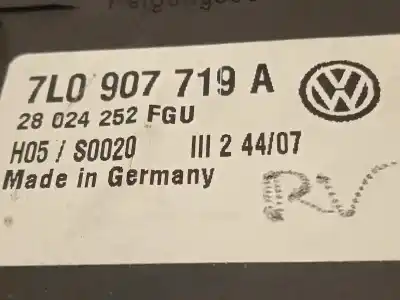 7L0 907 719 A
28 024 252 FGU
H05 / S0020 III 2 44/07
Made in Germany
RV